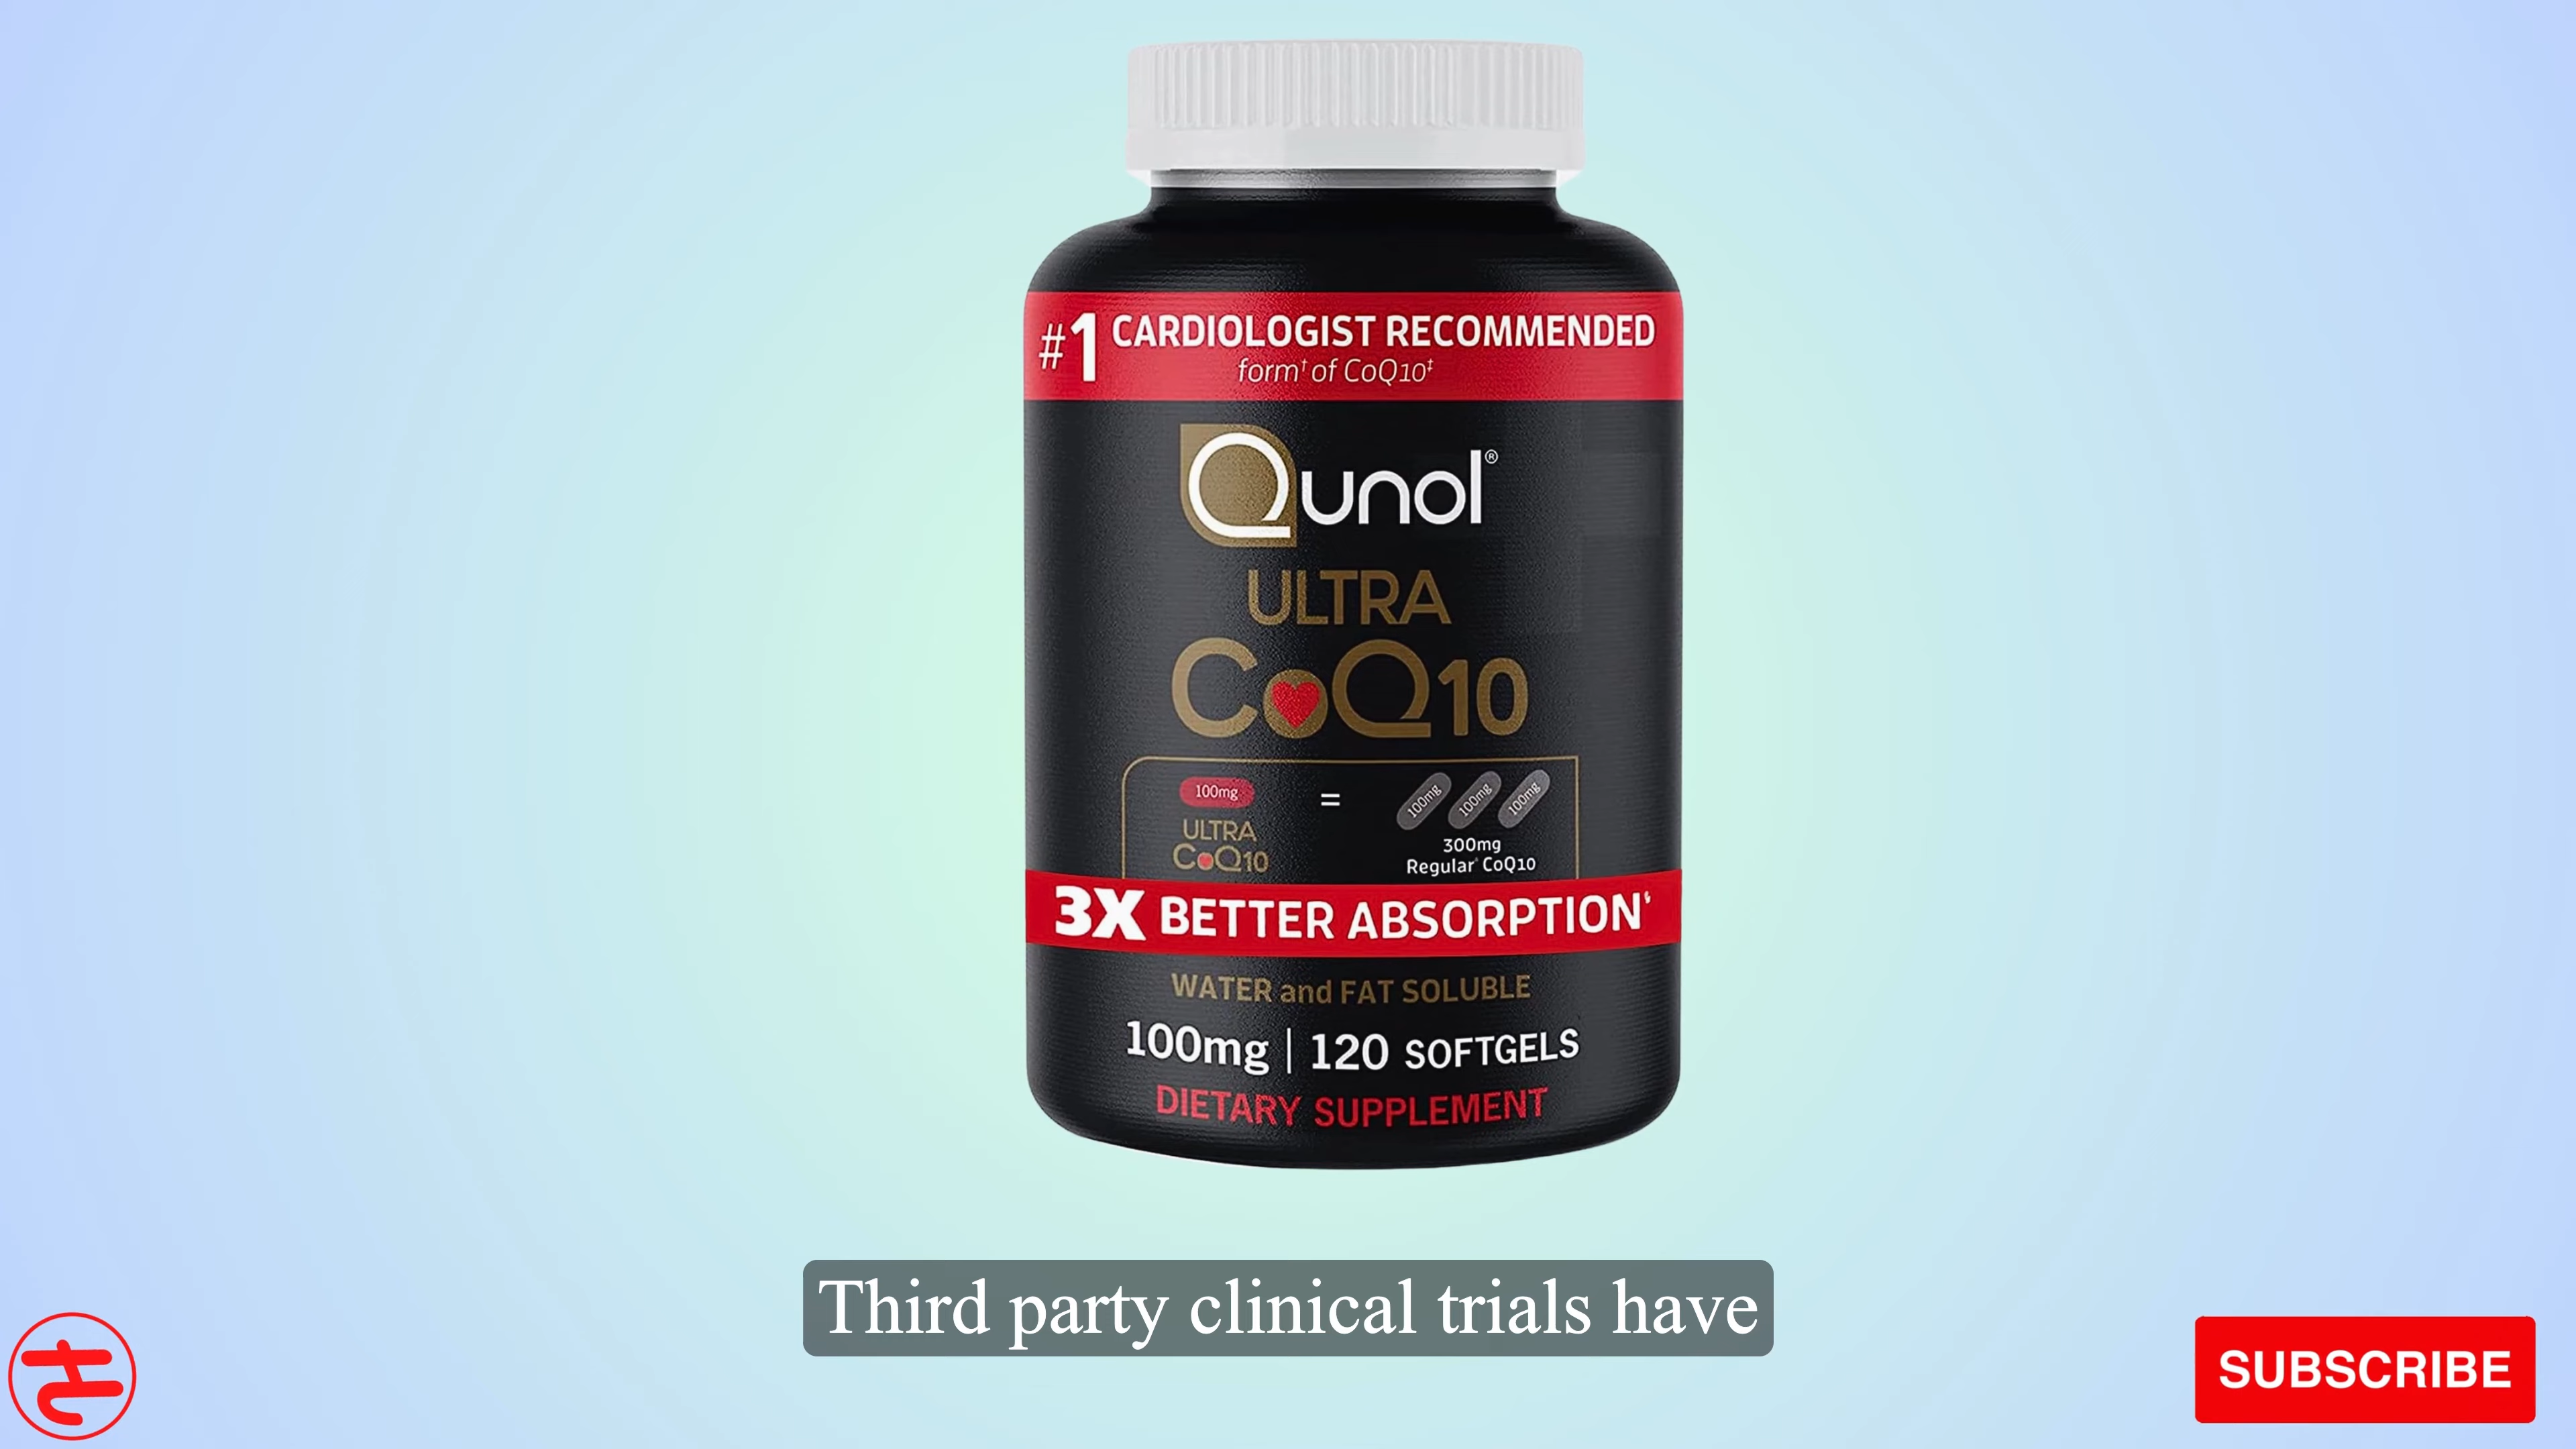 #1 CARDIOLOGIST RECOMMENDED
form† of CoQ10‡
Qunol®
ULTRA
CoQ10
100mg = 100mg 100mg 100mg
ULTRA
CoQ10
300mg
Regular CoQ10
3X BETTER ABSORPTION
WATER and FAT SOLUBLE
100mg | 120 SOFTGELS
DIETARY SUPPLEMENT
Third party clinical trials have
SUBSCRIBE